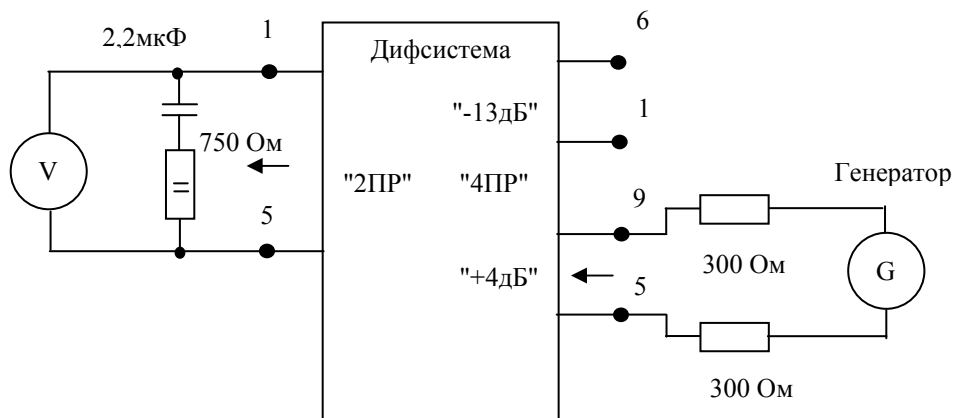 2,2мкФ
1
Дифсистема
6
"-13дБ"
1
750 Ом
V
"2ПР"
"4ПР"
Генератор
5
9
300 Ом
G
"+4дБ"
5
300 Ом